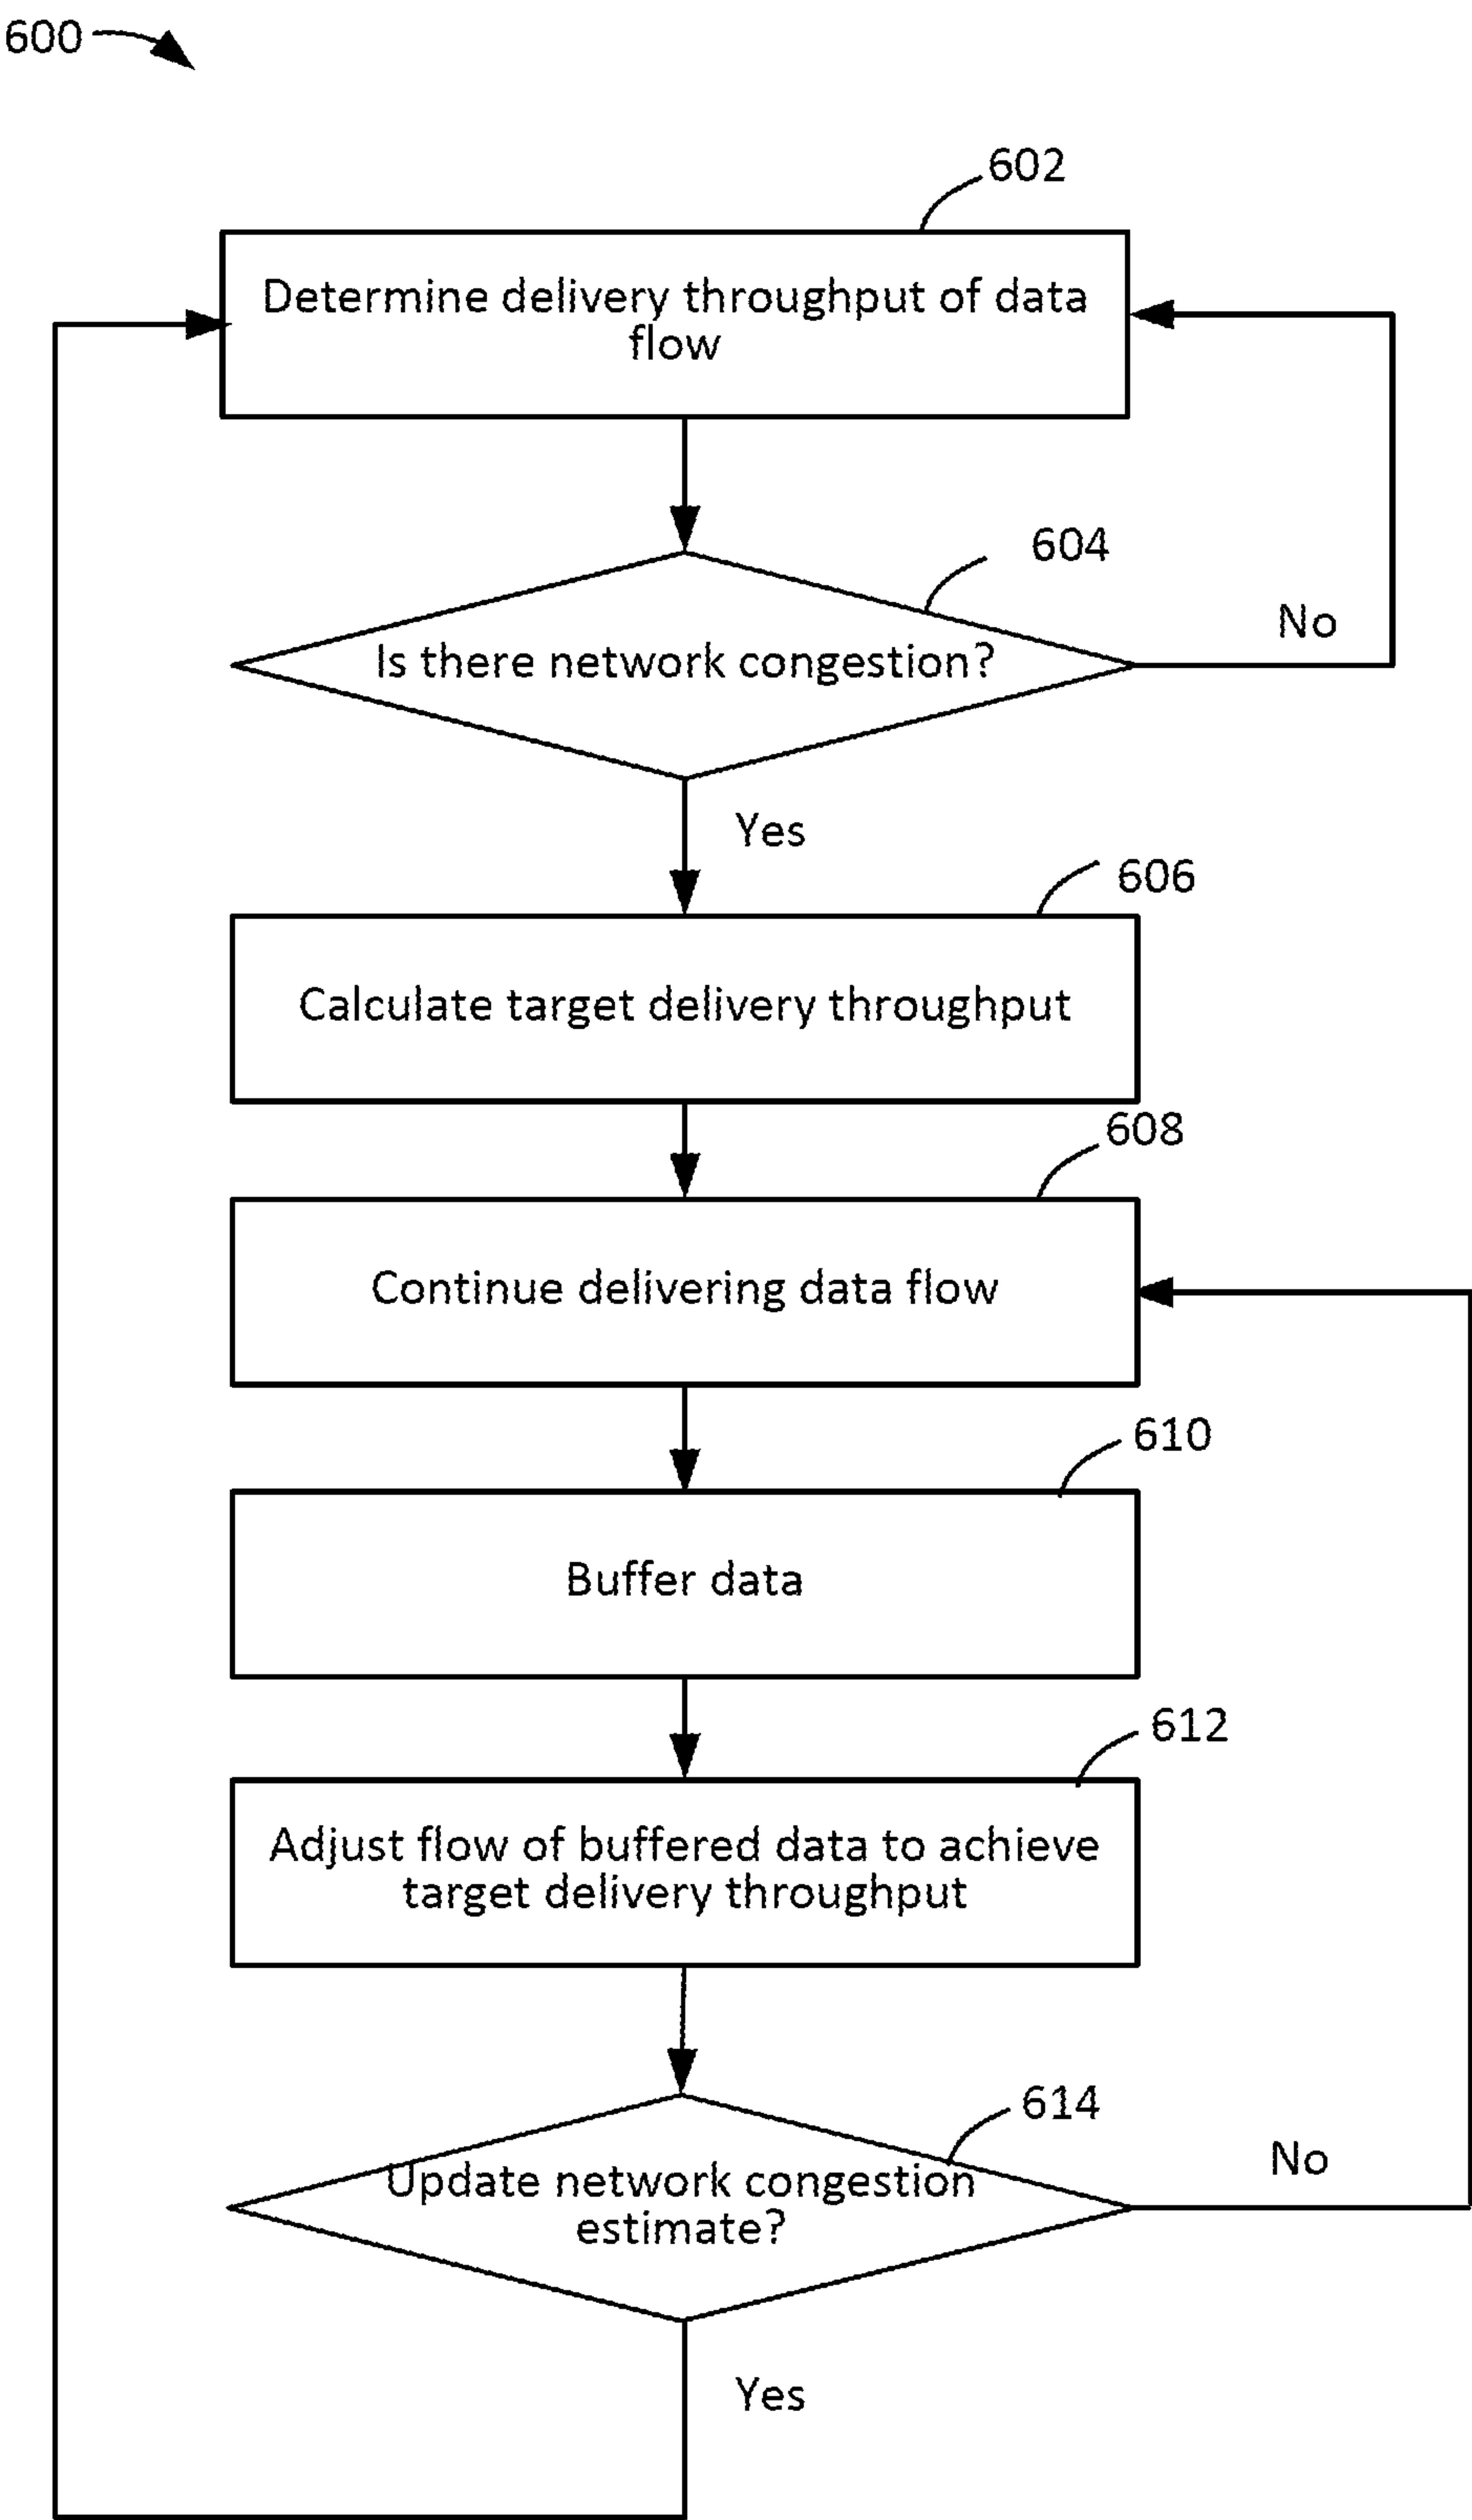 600
602
Determine delivery throughput of data
flow
604
Is there network congestion?
No
Yes
606
Calculate target delivery throughput
608
Continue delivering data flow
610
Buffer data
612
Adjust flow of buffered data to achieve
target delivery throughput
614
Update network congestion
estimate?
No
Yes